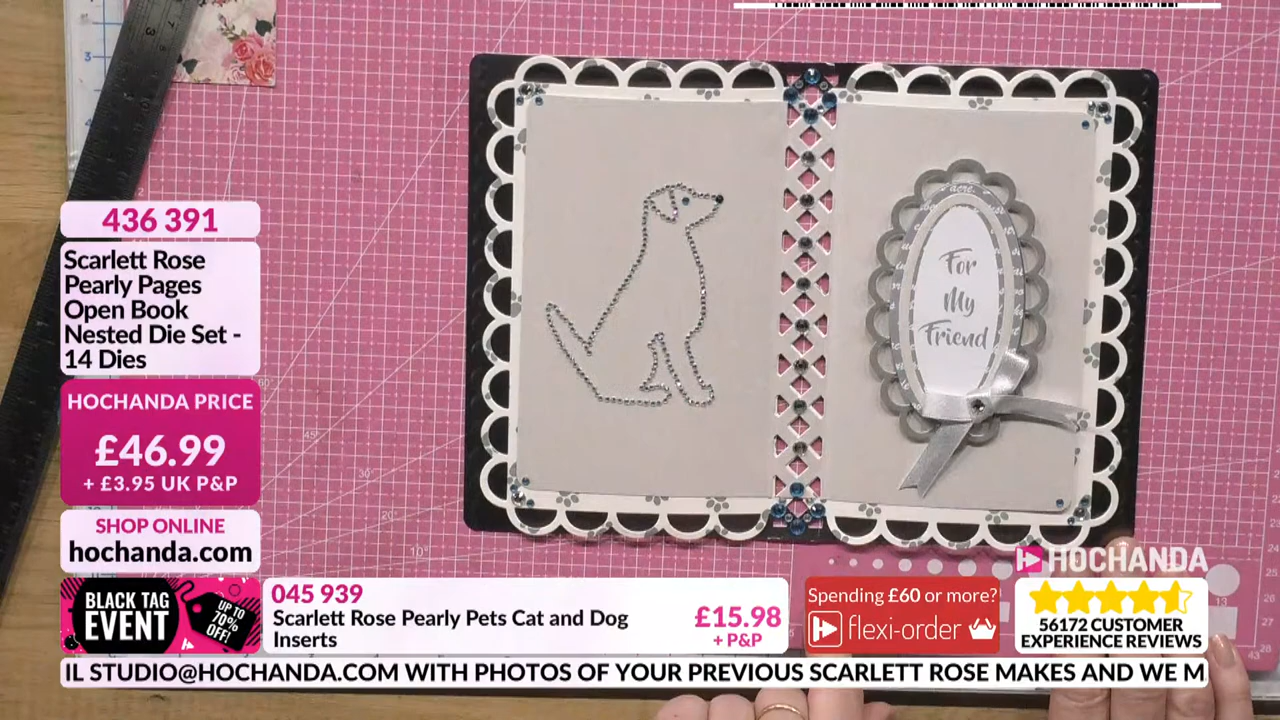 436 391
Scarlett Rose
Pearly Pages
Open Book
Nested Die Set -
14 Dies
HOCHANDA PRICE
£46.99
+ £3.95 UK P&P
SHOP ONLINE
hochanda.com
For
My
Friend
HOCHANDA
BLACK TAG
EVENT
UP TO
70%
OFF!
045 939
Scarlett Rose Pearly Pets Cat and Dog
Inserts
£15.98
+ P&P
Spending £60 or more?
flexi-order
56172 CUSTOMER
EXPERIENCE REVIEWS
IL STUDIO@HOCHANDA.COM WITH PHOTOS OF YOUR PREVIOUS SCARLETT ROSE MAKES AND WE M